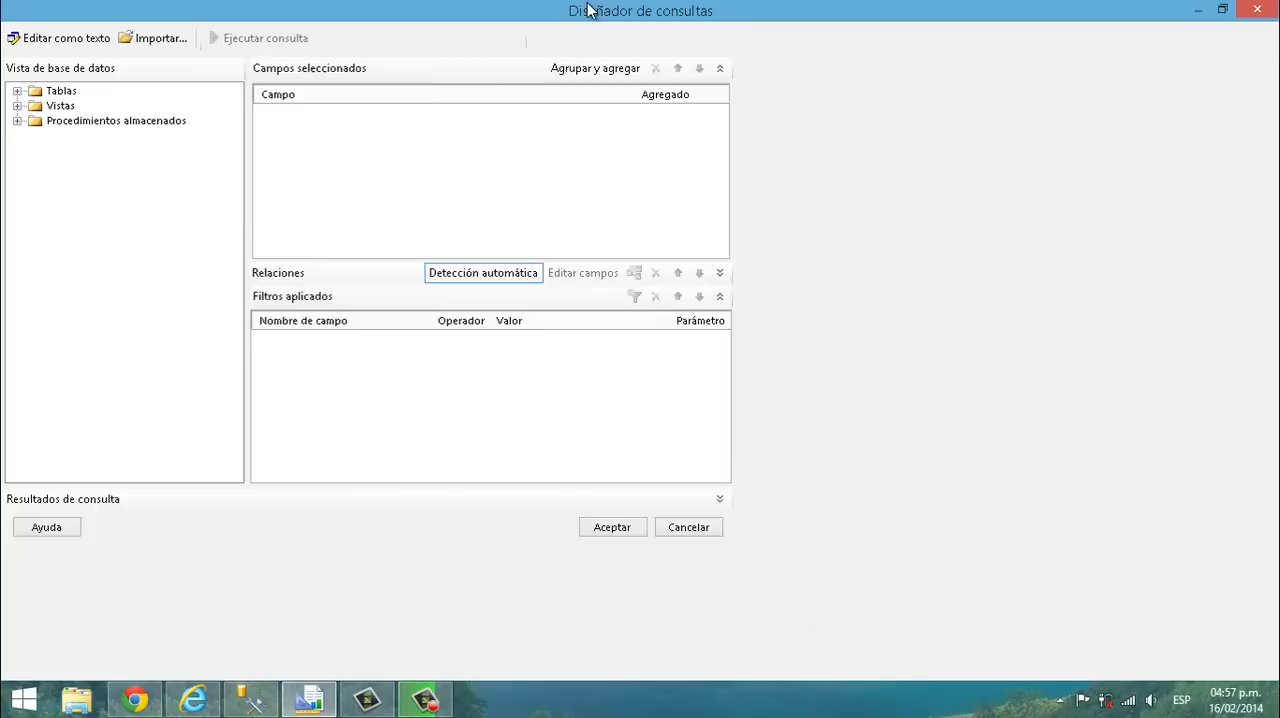 Diseñador de consultas
Editar como texto Importar... Ejecutar consulta
Vista de base de datos
Tablas
Vistas
Procedimientos almacenados
Campos seleccionados Agrupar y agregar
Campo Agregado
Relaciones Detección automática Editar campos
Filtros aplicados
Nombre de campo Operador Valor Parámetro
Resultados de consulta
Ayuda Aceptar Cancelar
ESP 04:57 p.m.
16/02/2014